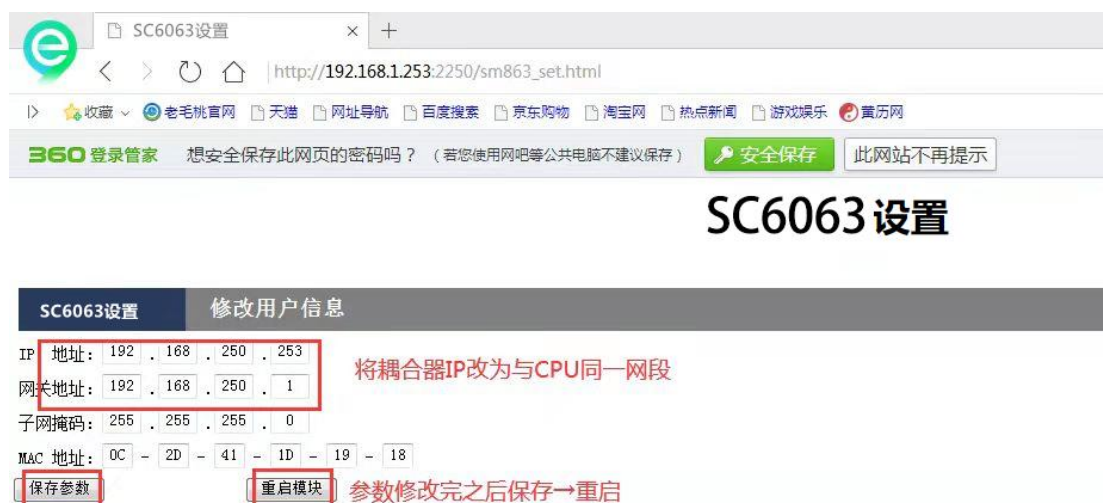 SC6063设置 × +
http://192.168.1.253:2250/sm863_set.html
收藏 老毛桃官网 天猫 网址导航 百度搜索 京东购物 淘宝网 热点新闻 游戏娱乐 黄历网
360 登录管家 想安全保存此网页的密码吗？（若您使用网吧等公共电脑不建议保存） 安全保存 此网站不再提示
SC6063 设置
SC6063设置 修改用户信息
IP 地址： 192 . 168 . 250 . 253
将耦合器IP改为与CPU同一网段
网关地址： 192 . 168 . 250 . 1
子网掩码： 255 . 255 . 255 . 0
MAC 地址： 0C - 2D - 41 - 1D - 19 - 18
保存参数 重启模块 参数修改完之后保存→重启